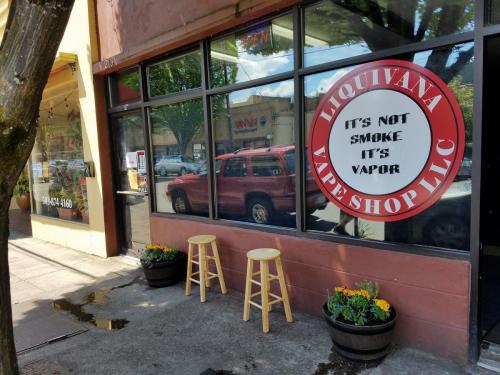 LIQUIVANA
IT'S NOT
SMOKE
IT'S
VAPOR
VAPE SHOP LLC